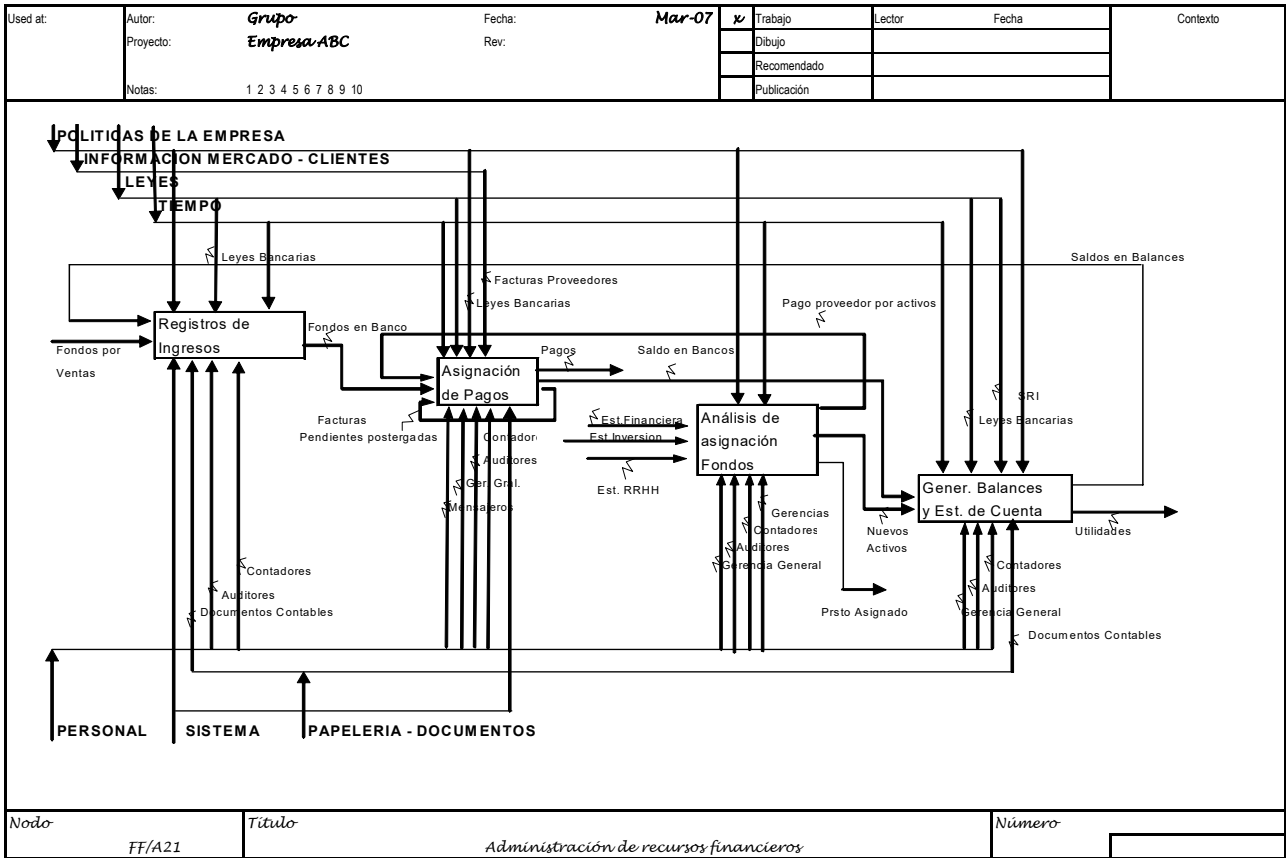 Used at:
Autor: Grupo Fecha: Mar-07 x Trabajo Lector Fecha Contexto
Proyecto: Empresa ABC Rev: Dibujo
Recomendado
Notas: 1 2 3 4 5 6 7 8 9 10 Publicación
POLITICAS DE LA EMPRESA
INFORMACION MERCADO - CLIENTES
LEYES
TIEMPO
Leyes Bancarias
Saldos en Balances
Facturas Proveedores
Leyes Bancarias
Pago proveedor por activos
Registros de
Ingresos
Fondos en Banco
Fondos por
Ventas
Pagos
Saldo en Bancos
Asignación
de Pagos
Facturas
Pendientes postergadas
Contador
Auditores
Ger. Gral.
Mensajeros
Est.Financiera
Est.Inversion
Est. RRHH
Análisis de
asignación
Fondos
SRI
Leyes Bancarias
Gener. Balances
y Est. de Cuenta
Utilidades
Nuevos
Activos
Gerencias
Contadores
Auditores
Gerencia General
Prsto Asignado
Contadores
Auditores
Documentos Contables
Contadores
Auditores
Gerencia General
Documentos Contables
PERSONAL
SISTEMA
PAPELERIA - DOCUMENTOS
Nodo Título Número
FF/A21 Administración de recursos financieros